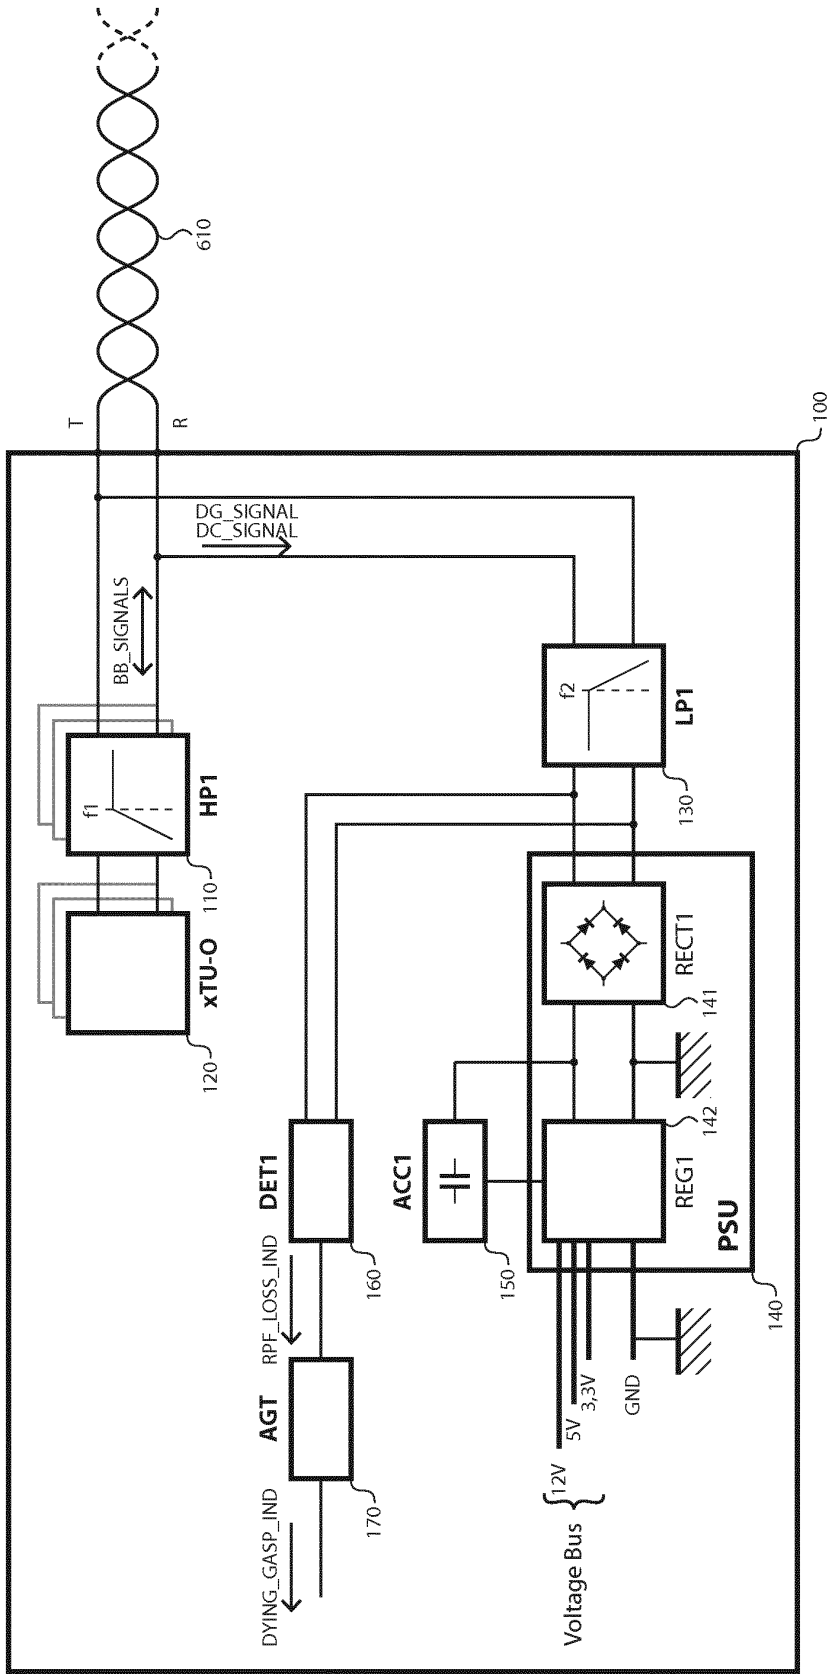 610
T
R
100
DG_SIGNAL
DC_SIGNAL
BB_SIGNALS
f1
HP1
110
xTU-O
120
f2
LP1
130
RECT1
141
DET1
160
ACC1
150
REG1
142
PSU
140
RPF_LOSS_IND
AGT
170
DYING_GASP_IND
12V
5V
3,3V
GND
Voltage Bus